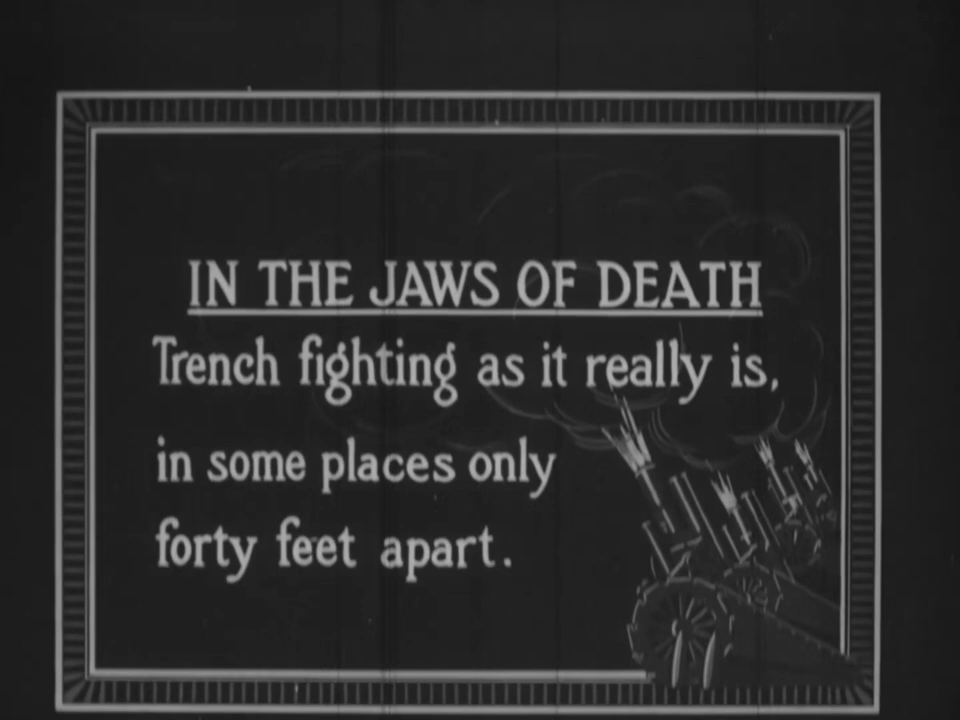 IN THE JAWS OF DEATH
Trench fighting as it really is,
in some places only
forty feet apart.